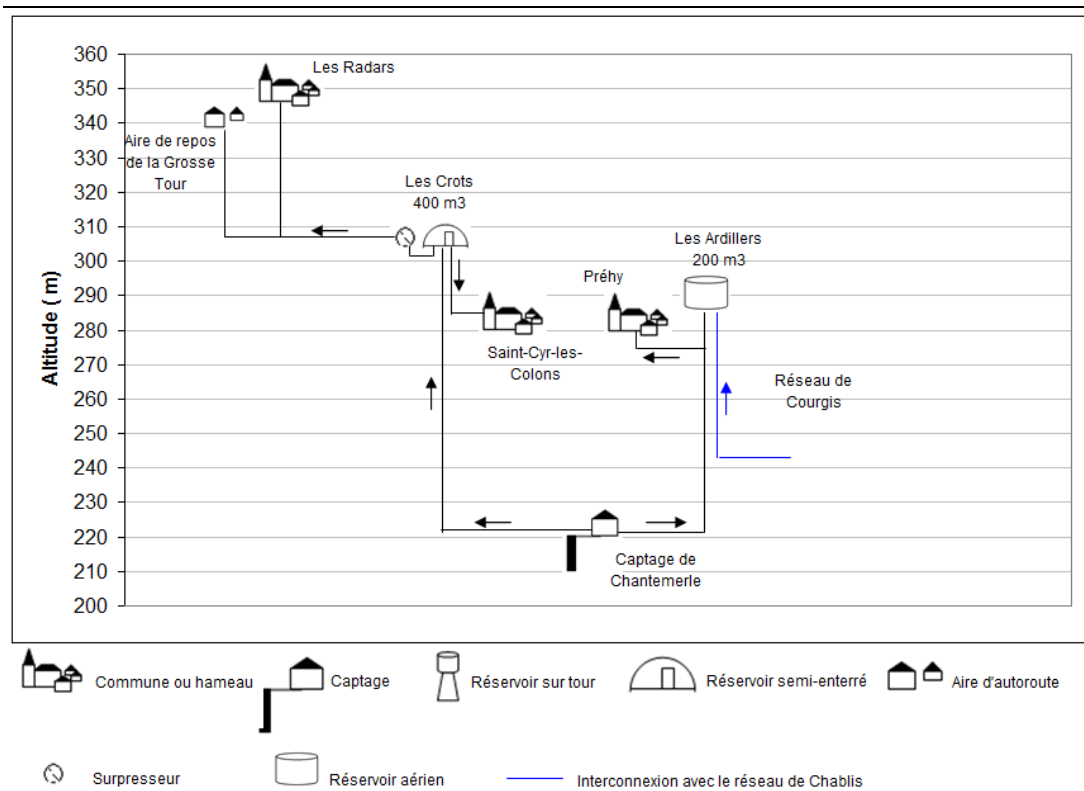 360
350
340
330
320
310
300
290
280
270
260
250
240
230
220
210
200
Altitude ( m)
Les Radars
Aire de repos
de la Grosse
Tour
Les Crots
400 m3
Les Ardillers
200 m3
Préhy
Saint-Cyr-les-
Colons
Réseau de
Courgis
Captage de
Chantemerle
Commune ou hameau
Captage
Réservoir sur tour
Réservoir semi-enterré
Aire d'autoroute
Surpresseur
Réservoir aérien
Interconnexion avec le réseau de Chablis